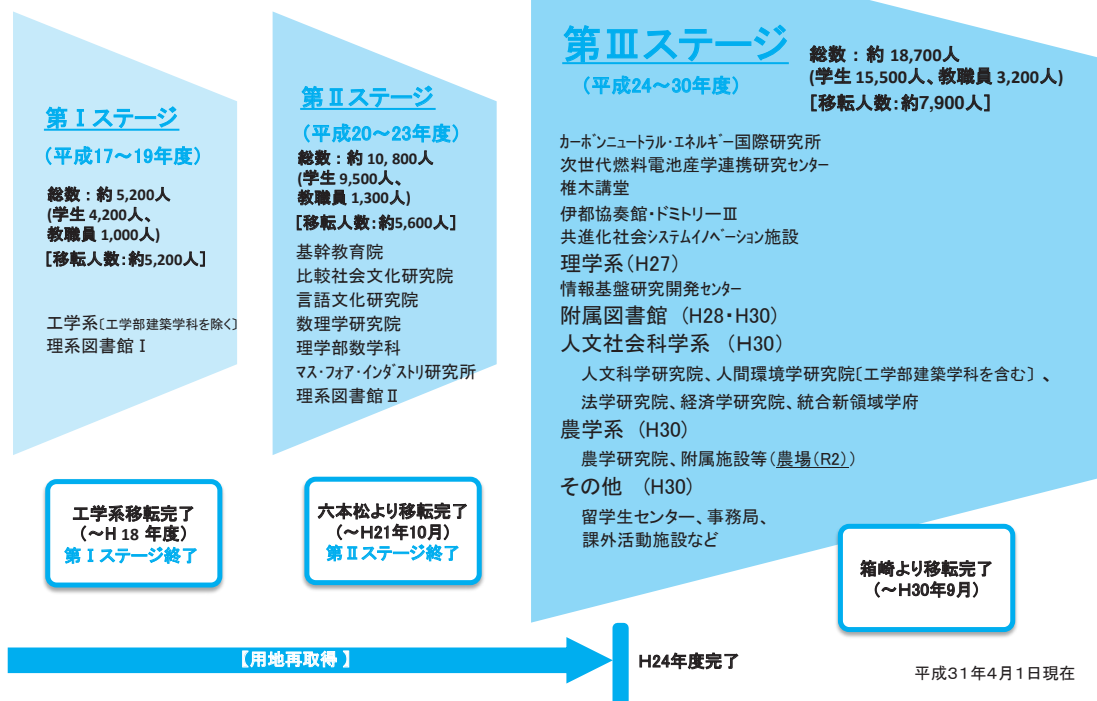 第Ⅰステージ
(平成17～19年度)
総数：約 5,200人
(学生 4,200人、
教職員 1,000人)
[移転人数：約5,200人]
工学系〔工学部建築学科を除く〕
理系図書館Ⅰ
工学系移転完了
(～H 18 年度)
第Ⅰステージ終了
第Ⅱステージ
(平成20～23年度)
総数：約 10, 800人
(学生 9,500人、
教職員 1,300人)
[移転人数：約5,600人]
基幹教育院
比較社会文化研究院
言語文化研究院
数理学研究院
理学部数学科
マス・フォア・インダストリ研究所
理系図書館Ⅱ
六本松より移転完了
(～H21年10月)
第Ⅱステージ終了
第Ⅲステージ
(平成24～30年度)
総数： 約 18,700人
(学生 15,500人、教職員 3,200人)
[移転人数：約7,900人]
カーボンニュートラル・エネルギー国際研究所
次世代燃料電池産学連携研究センター
椎木講堂
伊都協奏館・ドミトリーⅢ
共進化社会システムイノベーション施設
理学系(H27)
情報基盤研究開発センター
附属図書館 (H28・H30)
人文社会科学系 (H30)
人文科学研究院、人間環境学研究院〔工学部建築学科を含む〕 、
法学研究院、経済学研究院、統合新領域学府
農学系 (H30)
農学研究院、附属施設等(農場(R2))
その他 (H30)
留学生センター、事務局、
課外活動施設など
箱崎より移転完了
(～H30年9月)
【用地再取得 】
H24年度完了
平成31年4月1日現在